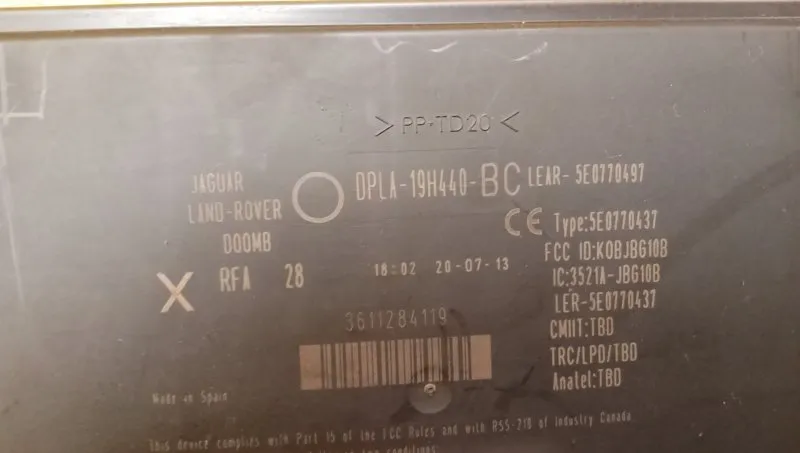 > PP+TD20 <
JAGUAR
LAND-ROVER
DOOMB
DPLA-19H440-BC
LEAR- 5E0770497
CE Type:5E0770437
FCC ID:KOBJBG10B
IC:3521A-JBG10B
LER-5E0770437
CMIIT:TBD
TRC/LPD/TBD
Anatel:TBD
X RFA 28
18:02 20-07-13
3611284119
Made in Spain
This device complies with Part 15 of the FCC Rules and with RSS-210 of Industry Canada
conditions: